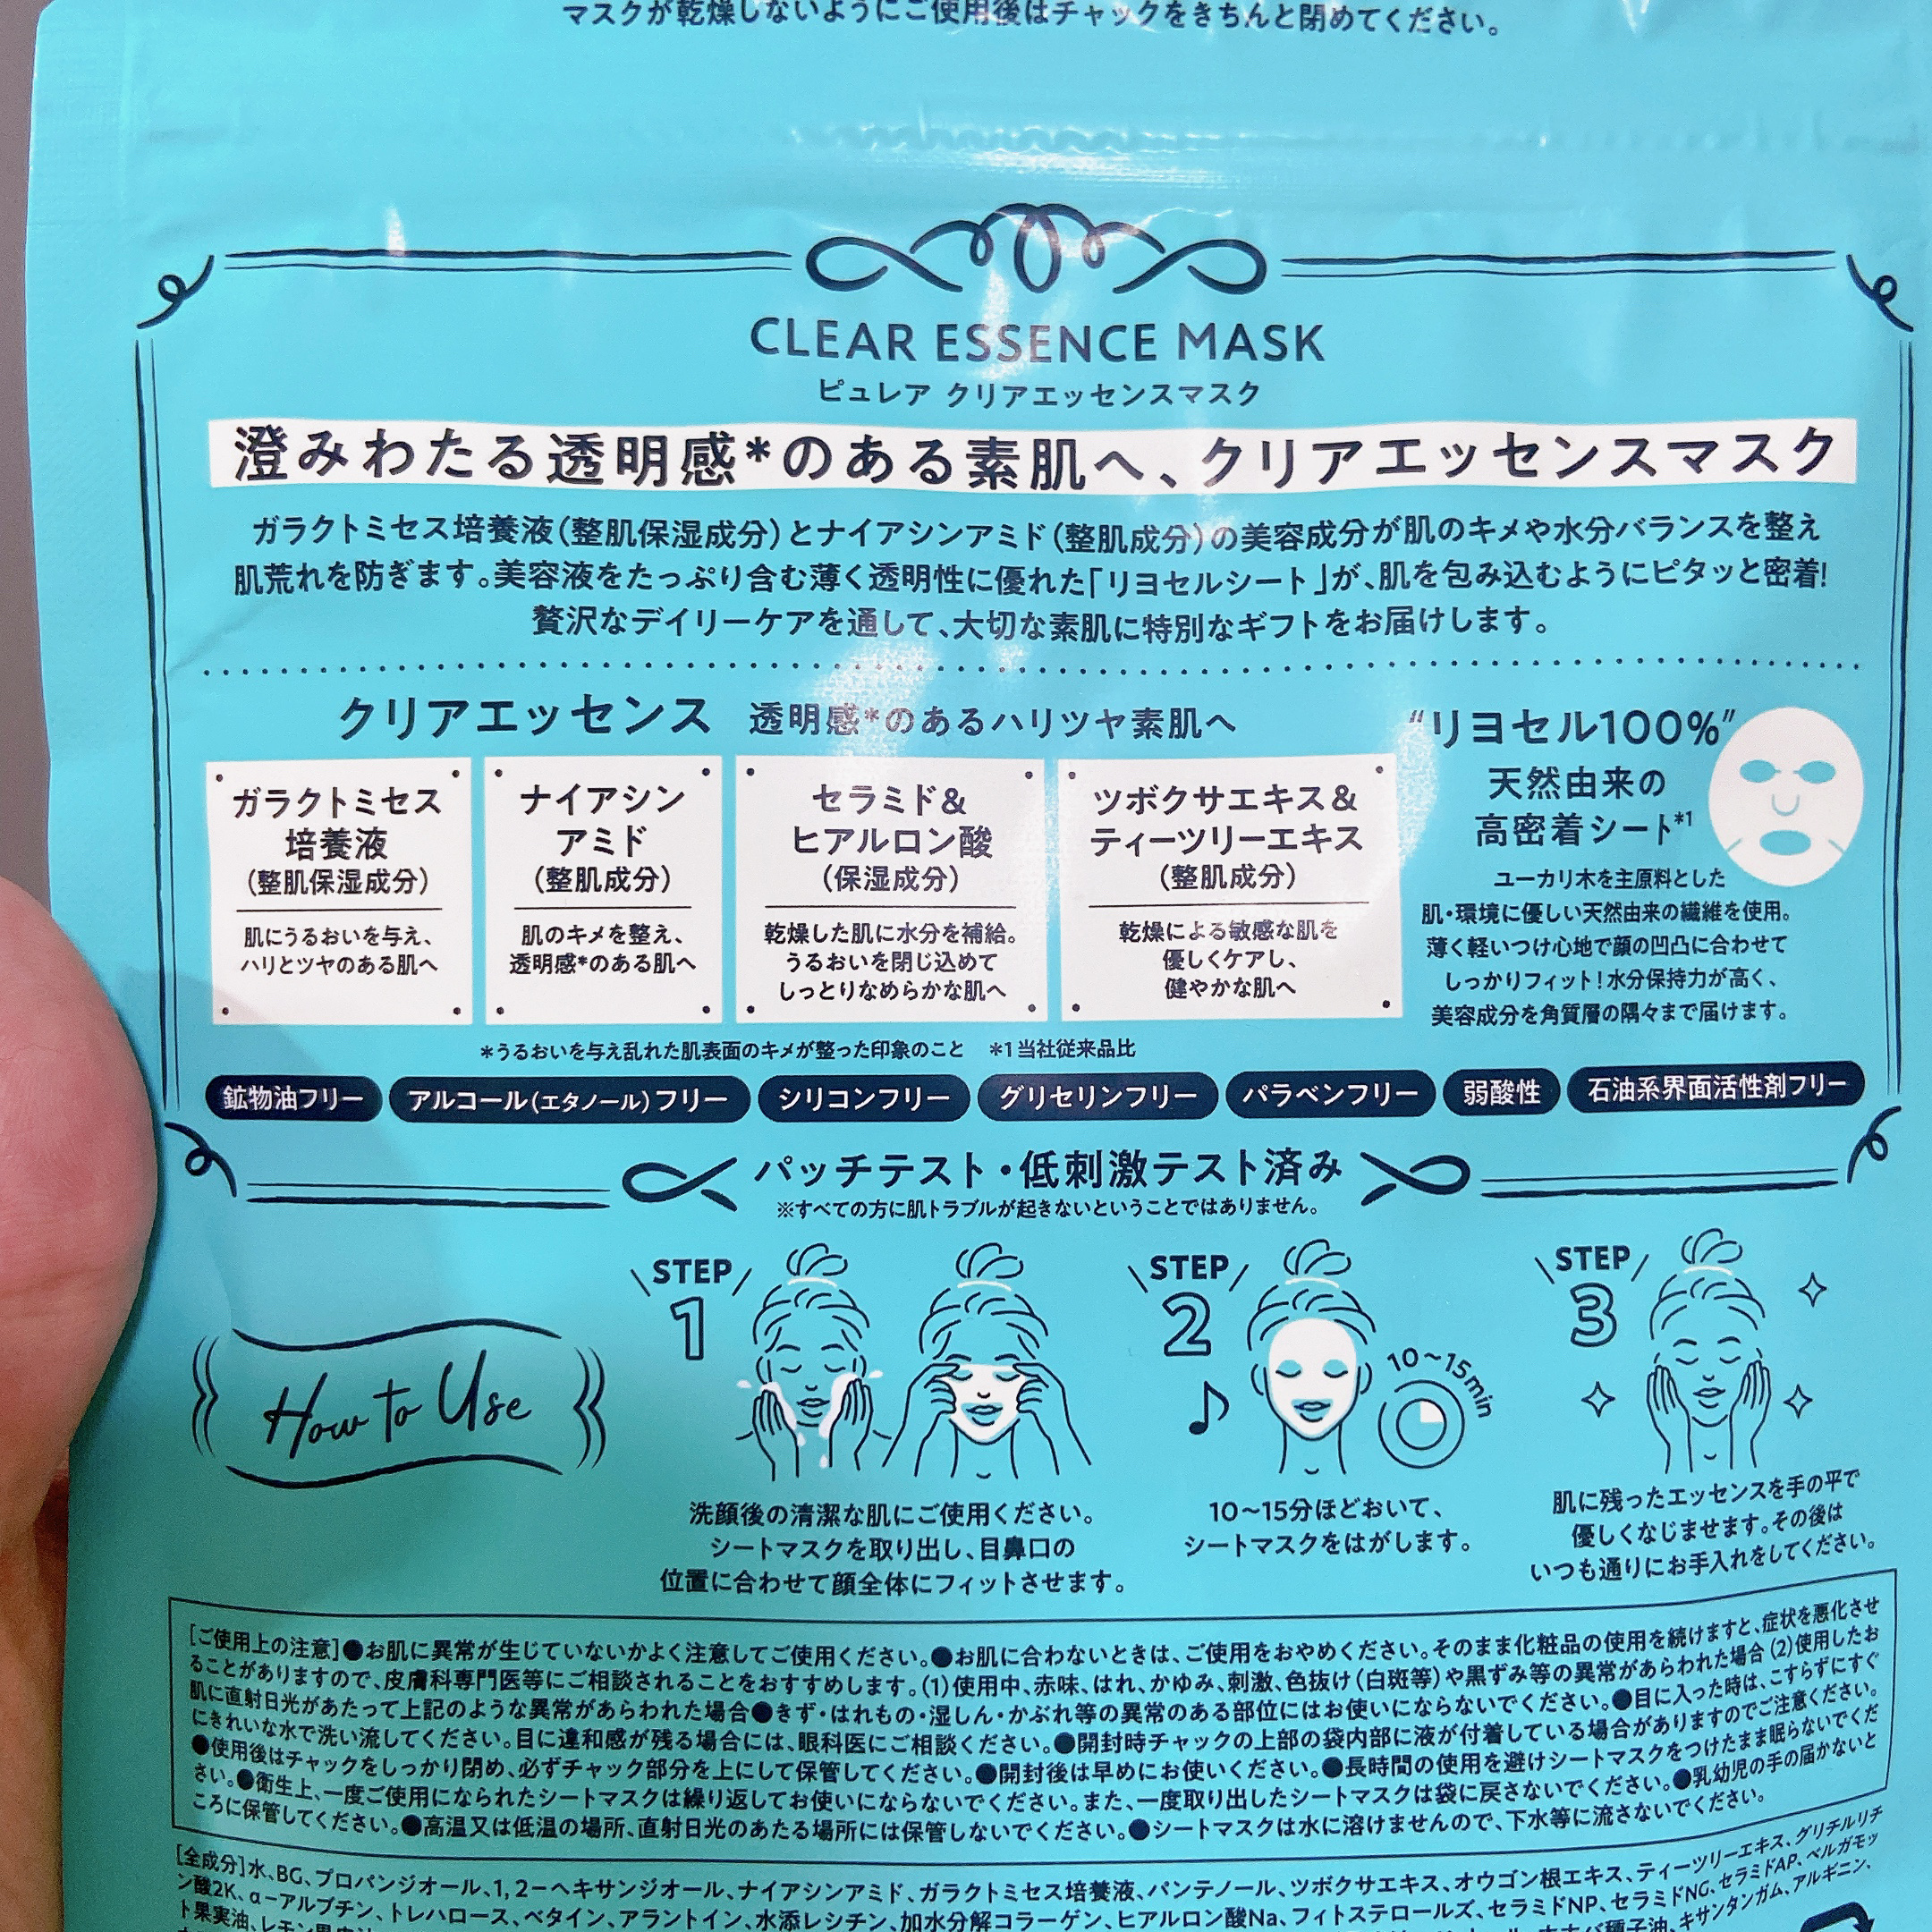 マスクが乾燥しないようにご使用後はチャックをきちんと閉めてください。
CLEAR ESSENCE MASK
ピュレア クリアエッセンスマスク
澄みわたる透明感*のある素肌へ、クリアエッセンスマスク
ガラクトミセス培養液(整肌保湿成分)とナイアシンアミド(整肌成分)の美容成分が肌のキメや水分バランスを整え
肌荒れを防ぎます。美容液をたっぷり含む薄く透明性に優れた「リヨセルシート」が、肌を包み込むようにピタッと密着!
贅沢なデイリーケアを通して、大切な素肌に特別なギフトをお届けします。
クリアエッセンス 透明感*のあるハリツヤ素肌へ
ガラクトミセス
培養液
(整肌保湿成分)
肌にうるおいを与え、
ハリとツヤのある肌へ
ナイアシン
アミド
(整肌成分)
肌のキメを整え、
透明感*のある肌へ
セラミド&
ヒアルロン酸
(保湿成分)
乾燥した肌に水分を補給。
うるおいを閉じ込めて
しっとりなめらかな肌へ
ツボクサエキス&
ティーツリーエキス
(整肌成分)
乾燥による敏感な肌を
優しくケアし、
健やかな肌へ
“リヨセル100%”
天然由来の
高密着シート*1
ユーカリ木を主原料とした
肌・環境に優しい天然由来の繊維を使用。
薄く軽いつけ心地で顔の凹凸に合わせて
しっかりフィット!水分保持力が高く、
美容成分を角質層の隅々まで届けます。
*うるおいを与え乱れた肌表面のキメが整った印象のこと *1当社従来品比
鉱物油フリー アルコール(エタノール)フリー シリコンフリー グリセリンフリー パラベンフリー 弱酸性 石油系界面活性剤フリー
パッチテスト・低刺激テスト済み
※すべての方に肌トラブルが起きないということではありません。
How to Use
STEP
1
洗顔後の清潔な肌にご使用ください。
シートマスクを取り出し、目鼻口の
位置に合わせて顔全体にフィットさせます。
STEP
2
10~15min
10~15分ほどおいて、
シートマスクをはがします。
STEP
3
肌に残ったエッセンスを手の平で
優しくなじませます。その後は
いつも通りにお手入れをしてください。
[ご使用上の注意]●お肌に異常が生じていないかよく注意してご使用ください。●お肌に合わないときは、ご使用をおやめください。そのまま化粧品の使用を続けますと、症状を悪化させ
ることがありますので、皮膚科専門医等にご相談されることをおすすめします。(1)使用中、赤味、はれ、かゆみ、刺激、色抜け(白斑等)や黒ずみ等の異常があらわれた場合(2)使用したお
肌に直射日光があたって上記のような異常があらわれた場合●きず・はれもの・湿しん・かぶれ等の異常のある部位にはお使いにならないでください。●目に入った時は、こすらずにすぐ
にきれいな水で洗い流してください。目に違和感が残る場合には、眼科医にご相談ください。●開封時チャックの上部の袋内部に液が付着している場合がありますのでご注意ください。
●使用後はチャックをしっかり閉め、必ずチャック部分を上にして保管してください。●開封後は早めにお使いください。●長時間の使用を避けシートマスクをつけたまま眠らないでくだ
さい。●衛生上、一度ご使用になられたシートマスクは繰り返してお使いにならないでください。また、一度取り出したシートマスクは袋に戻さないでください。●乳幼児の手の届かないと
ころに保管してください。●高温又は低温の場所、直射日光のあたる場所には保管しないでください。●シートマスクは水に溶けませんので、下水等に流さないでください。
[全成分]水、BG、プロパンジオール、1,2-ヘキサンジオール、ナイアシンアミド、ガラクトミセス培養液、パンテノール、ツボクサエキス、オウゴン根エキス、ティーツリーエキス、グリチルリチ
ン酸2K、α-アルブチン、トレハロース、ベタイン、アラントイン、水添レシチン、加水分解コラーゲン、ヒアルロン酸Na、フィトステロールズ、セラミドNP、セラミドNG、セラミドAP、ベルガモッ
ト果実油、レモン果 種子油、キサンタンガム、アルギニン、